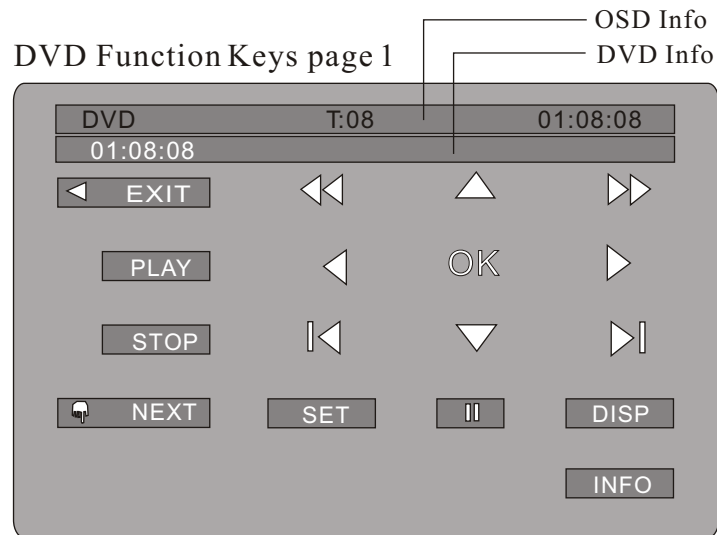 OSD Info
DVD Function Keys page 1
DVD Info
DVD T:08 01:08:08
01:08:08
EXIT
PLAY OK
STOP
NEXT SET DISP
INFO